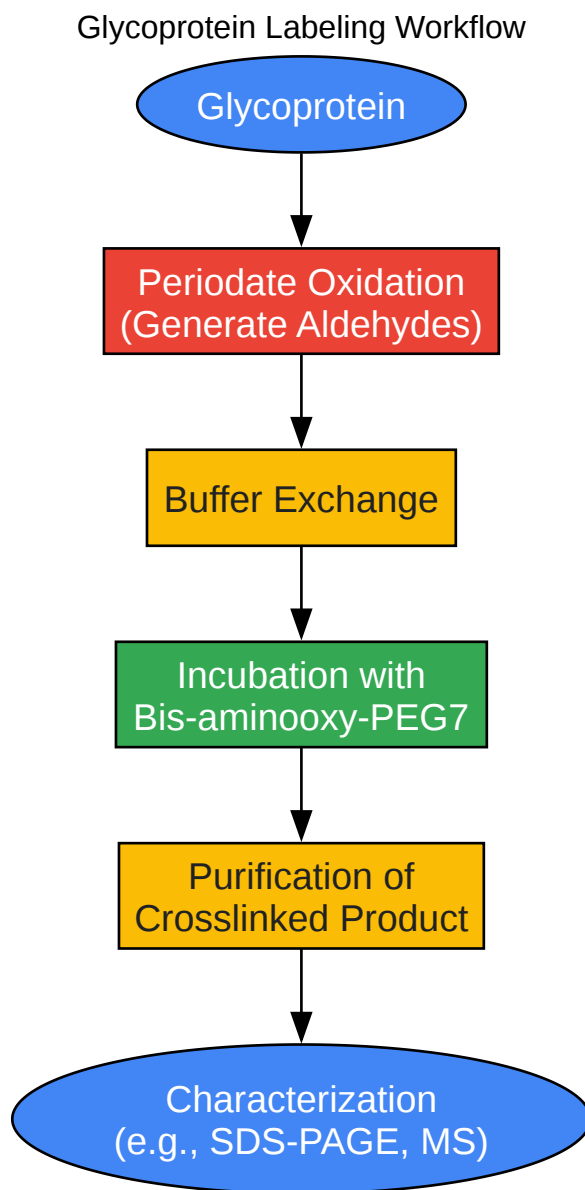 Glycoprotein Labeling Workflow
Glycoprotein
Periodate Oxidation
(Generate Aldehydes)
Buffer Exchange
Incubation with
Bis-aminooxy-PEG7
Purification of
Crosslinked Product
Characterization
(e.g., SDS-PAGE, MS)